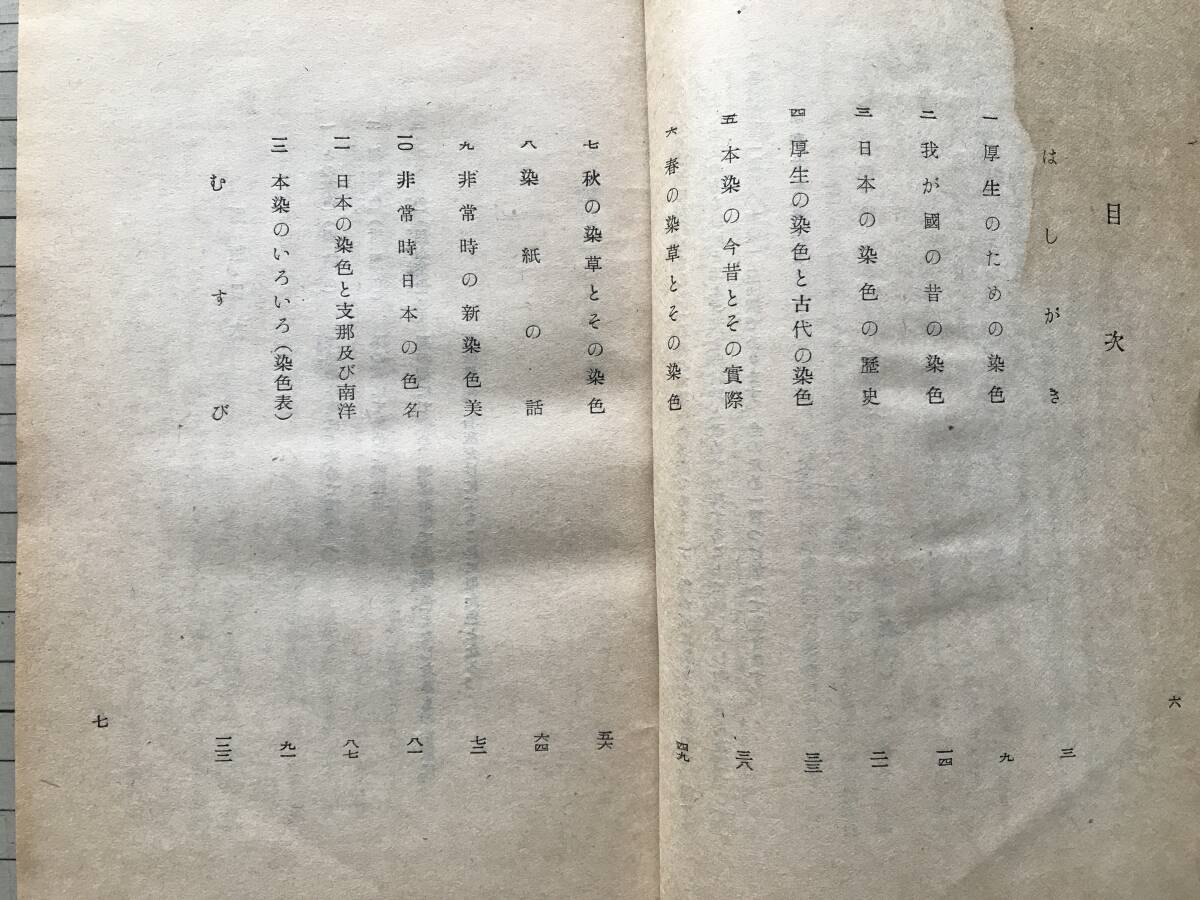 目次
はしがき 三
一 厚生のための染色 九
二 我が國の昔の染色 一四
三 日本の染色の歴史 二一
四 厚生の染色と古代の染色 三三
五 本染の今昔とその實際 三八
六 春の染草とその染色 四九
六
七 秋の染草とその染色 五六
八 染紙の話 六四
九 非常時の新染色美 七二
一〇 非常時日本の色名 八一
一一 日本の染色と支那及び南洋 八七
一二 本染のいろいろ(染色表) 九一
むすび 一三三
七